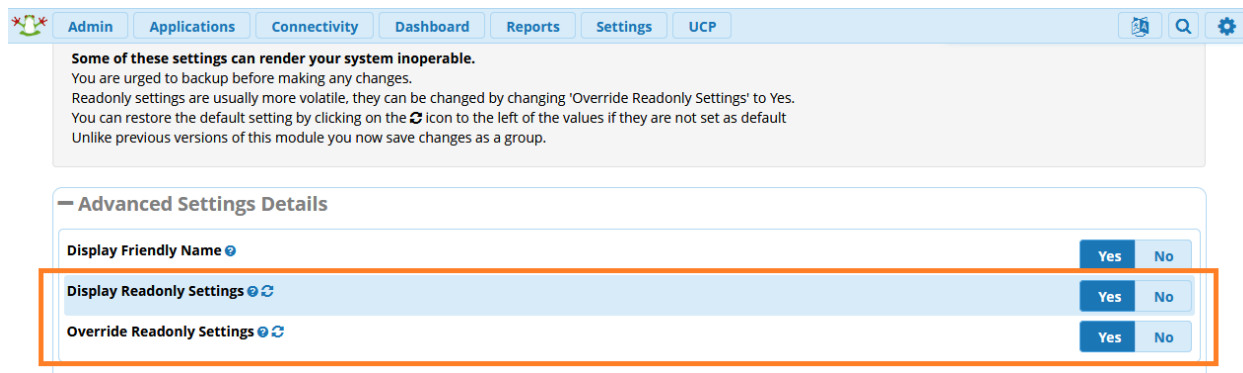 Admin
Applications
Connectivity
Dashboard
Reports
Settings
UCP
Some of these settings can render your system inoperable.
You are urged to backup before making any changes.
Readonly settings are usually more volatile, they can be changed by changing 'Override Readonly Settings' to Yes.
You can restore the default setting by clicking on the icon to the left of the values if they are not set as default
Unlike previous versions of this module you now save changes as a group.
Advanced Settings Details
Display Friendly Name
Yes No
Display Readonly Settings
Yes No
Override Readonly Settings
Yes No